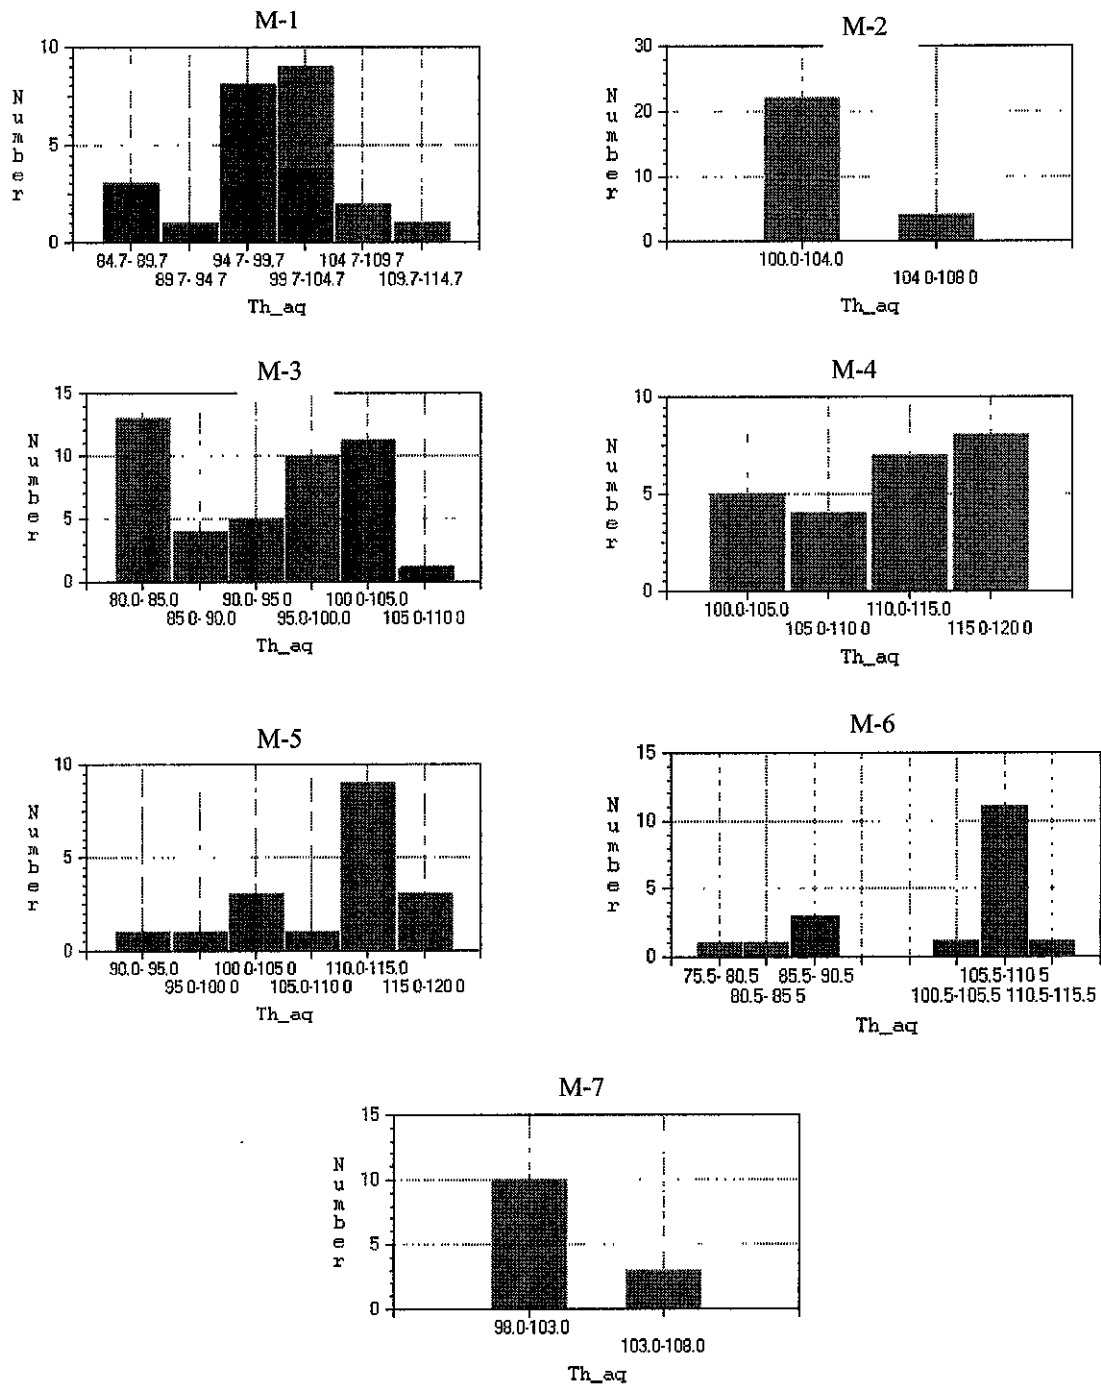 M-1
10
5
0
Number
84.7- 89.7
94 7- 99.7
104 7-109 7
89 7- 94 7
99 7-104.7
109.7-114.7
Th_aq
M-2
30
20
10
0
Number
100.0-104.0
104 0-108 0
Th_aq
M-3
15
10
5
0
Number
80.0- 85.0
90.0- 95 0
100 0-105.0
85 0- 90.0
95.0-100.0
105 0-110 0
Th_aq
M-4
10
5
0
Number
100.0-105.0
110.0-115.0
105 0-110 0
115 0-120 0
Th_aq
M-5
10
5
0
Number
90.0- 95.0
100 0-105 0
110.0-115.0
95 0-100 0
105.0-110 0
115 0-120 0
Th_aq
M-6
15
10
5
0
Number
75.5- 80.5
85.5- 90.5
105.5-110 5
80.5- 85 5
100.5-105.5
110.5-115.5
Th_aq
M-7
15
10
5
0
Number
98.0-103.0
103.0-108.0
Th_aq